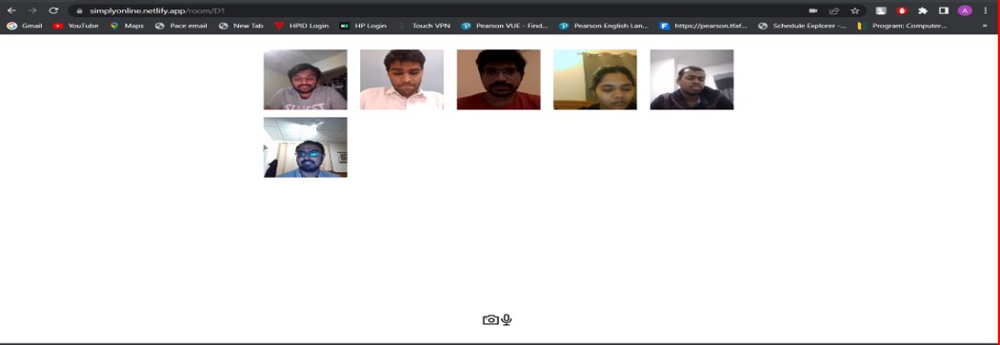 simplyonline.netlify.app/room/D1
A
Gmail YouTube Maps Pace email New Tab HPID Login HP Login Touch VPN Pearson VUE - Find... Pearson English Lan... https://pearson.tfaf... Schedule Explorer -... Program: Computer... »